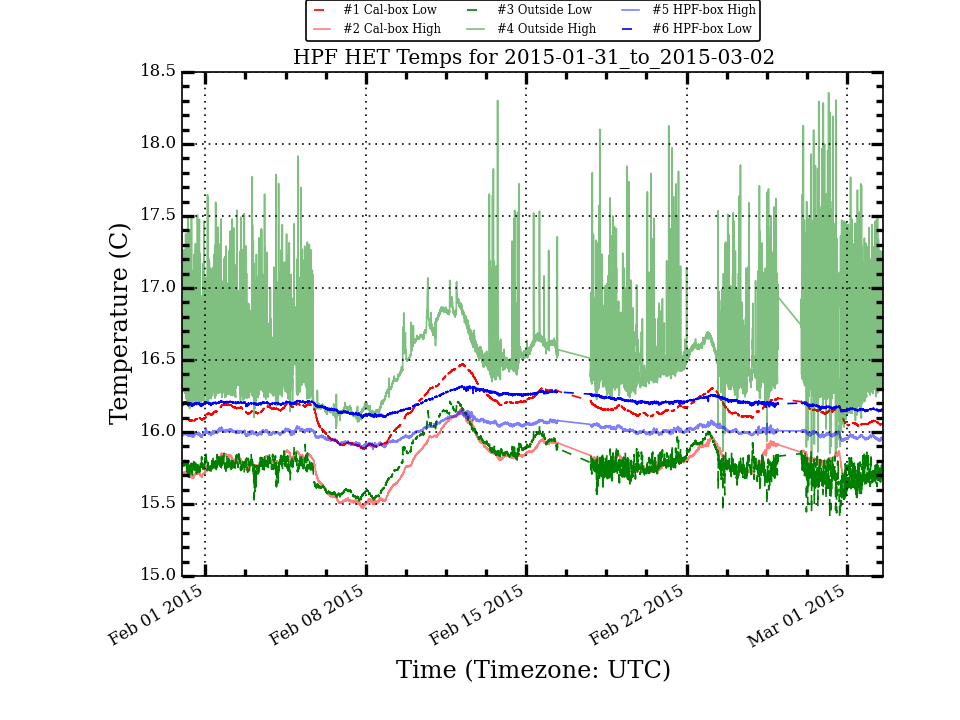 #1 Cal-box Low #3 Outside Low #5 HPF-box High
#2 Cal-box High #4 Outside High #6 HPF-box Low
HPF HET Temps for 2015-01-31_to_2015-03-02
18.5
18.0
17.5
17.0
16.5
16.0
15.5
15.0
Temperature (C)
Feb 01 2015 Feb 08 2015 Feb 15 2015 Feb 22 2015 Mar 01 2015
Time (Timezone: UTC)